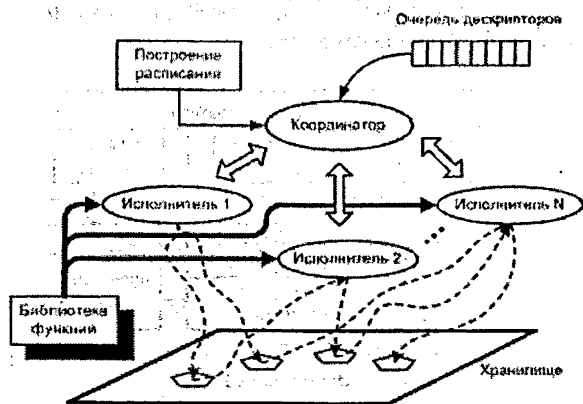 Очередь дескрипторов
Построение
расписания
Координатор
Исполнитель 1
Исполнитель N
Исполнитель 2
Библиотека
функций
Хранилище